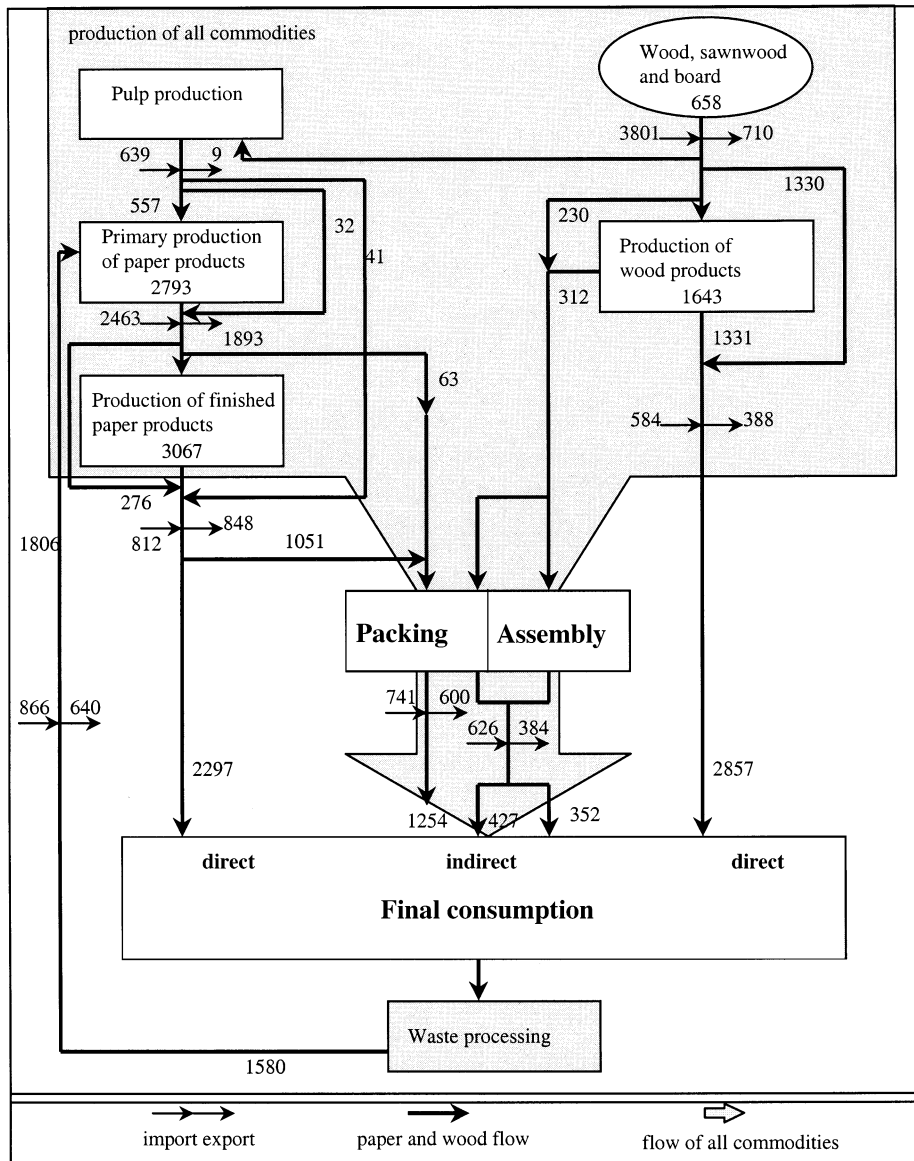 production of all commodities
Wood, sawnwood
and board
658
Pulp production
3801
710
639
9
1330
557
32
230
41
Primary production
of paper products
2793
Production of
wood products
1643
312
2463
1893
1331
63
Production of finished
paper products
3067
584
388
276
848
812
1051
1806
Packing
Assembly
741
600
866
640
626
384
2297
2857
1254
427
352
direct
indirect
direct
Final consumption
Waste processing
1580
import export
paper and wood flow
flow of all commodities